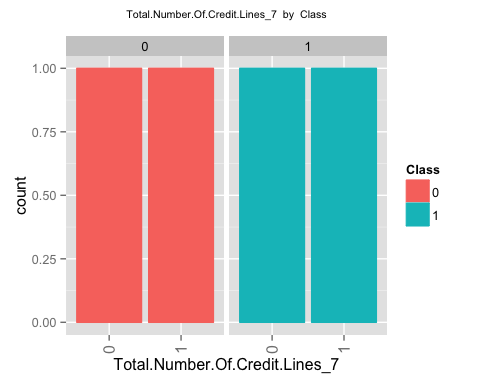 Total.Number.Of.Credit.Lines_7 by Class
0 1
1.00
0.75
0.50
0.25
0.00
count
0 1 0 1
Total.Number.Of.Credit.Lines_7
Class
0
1